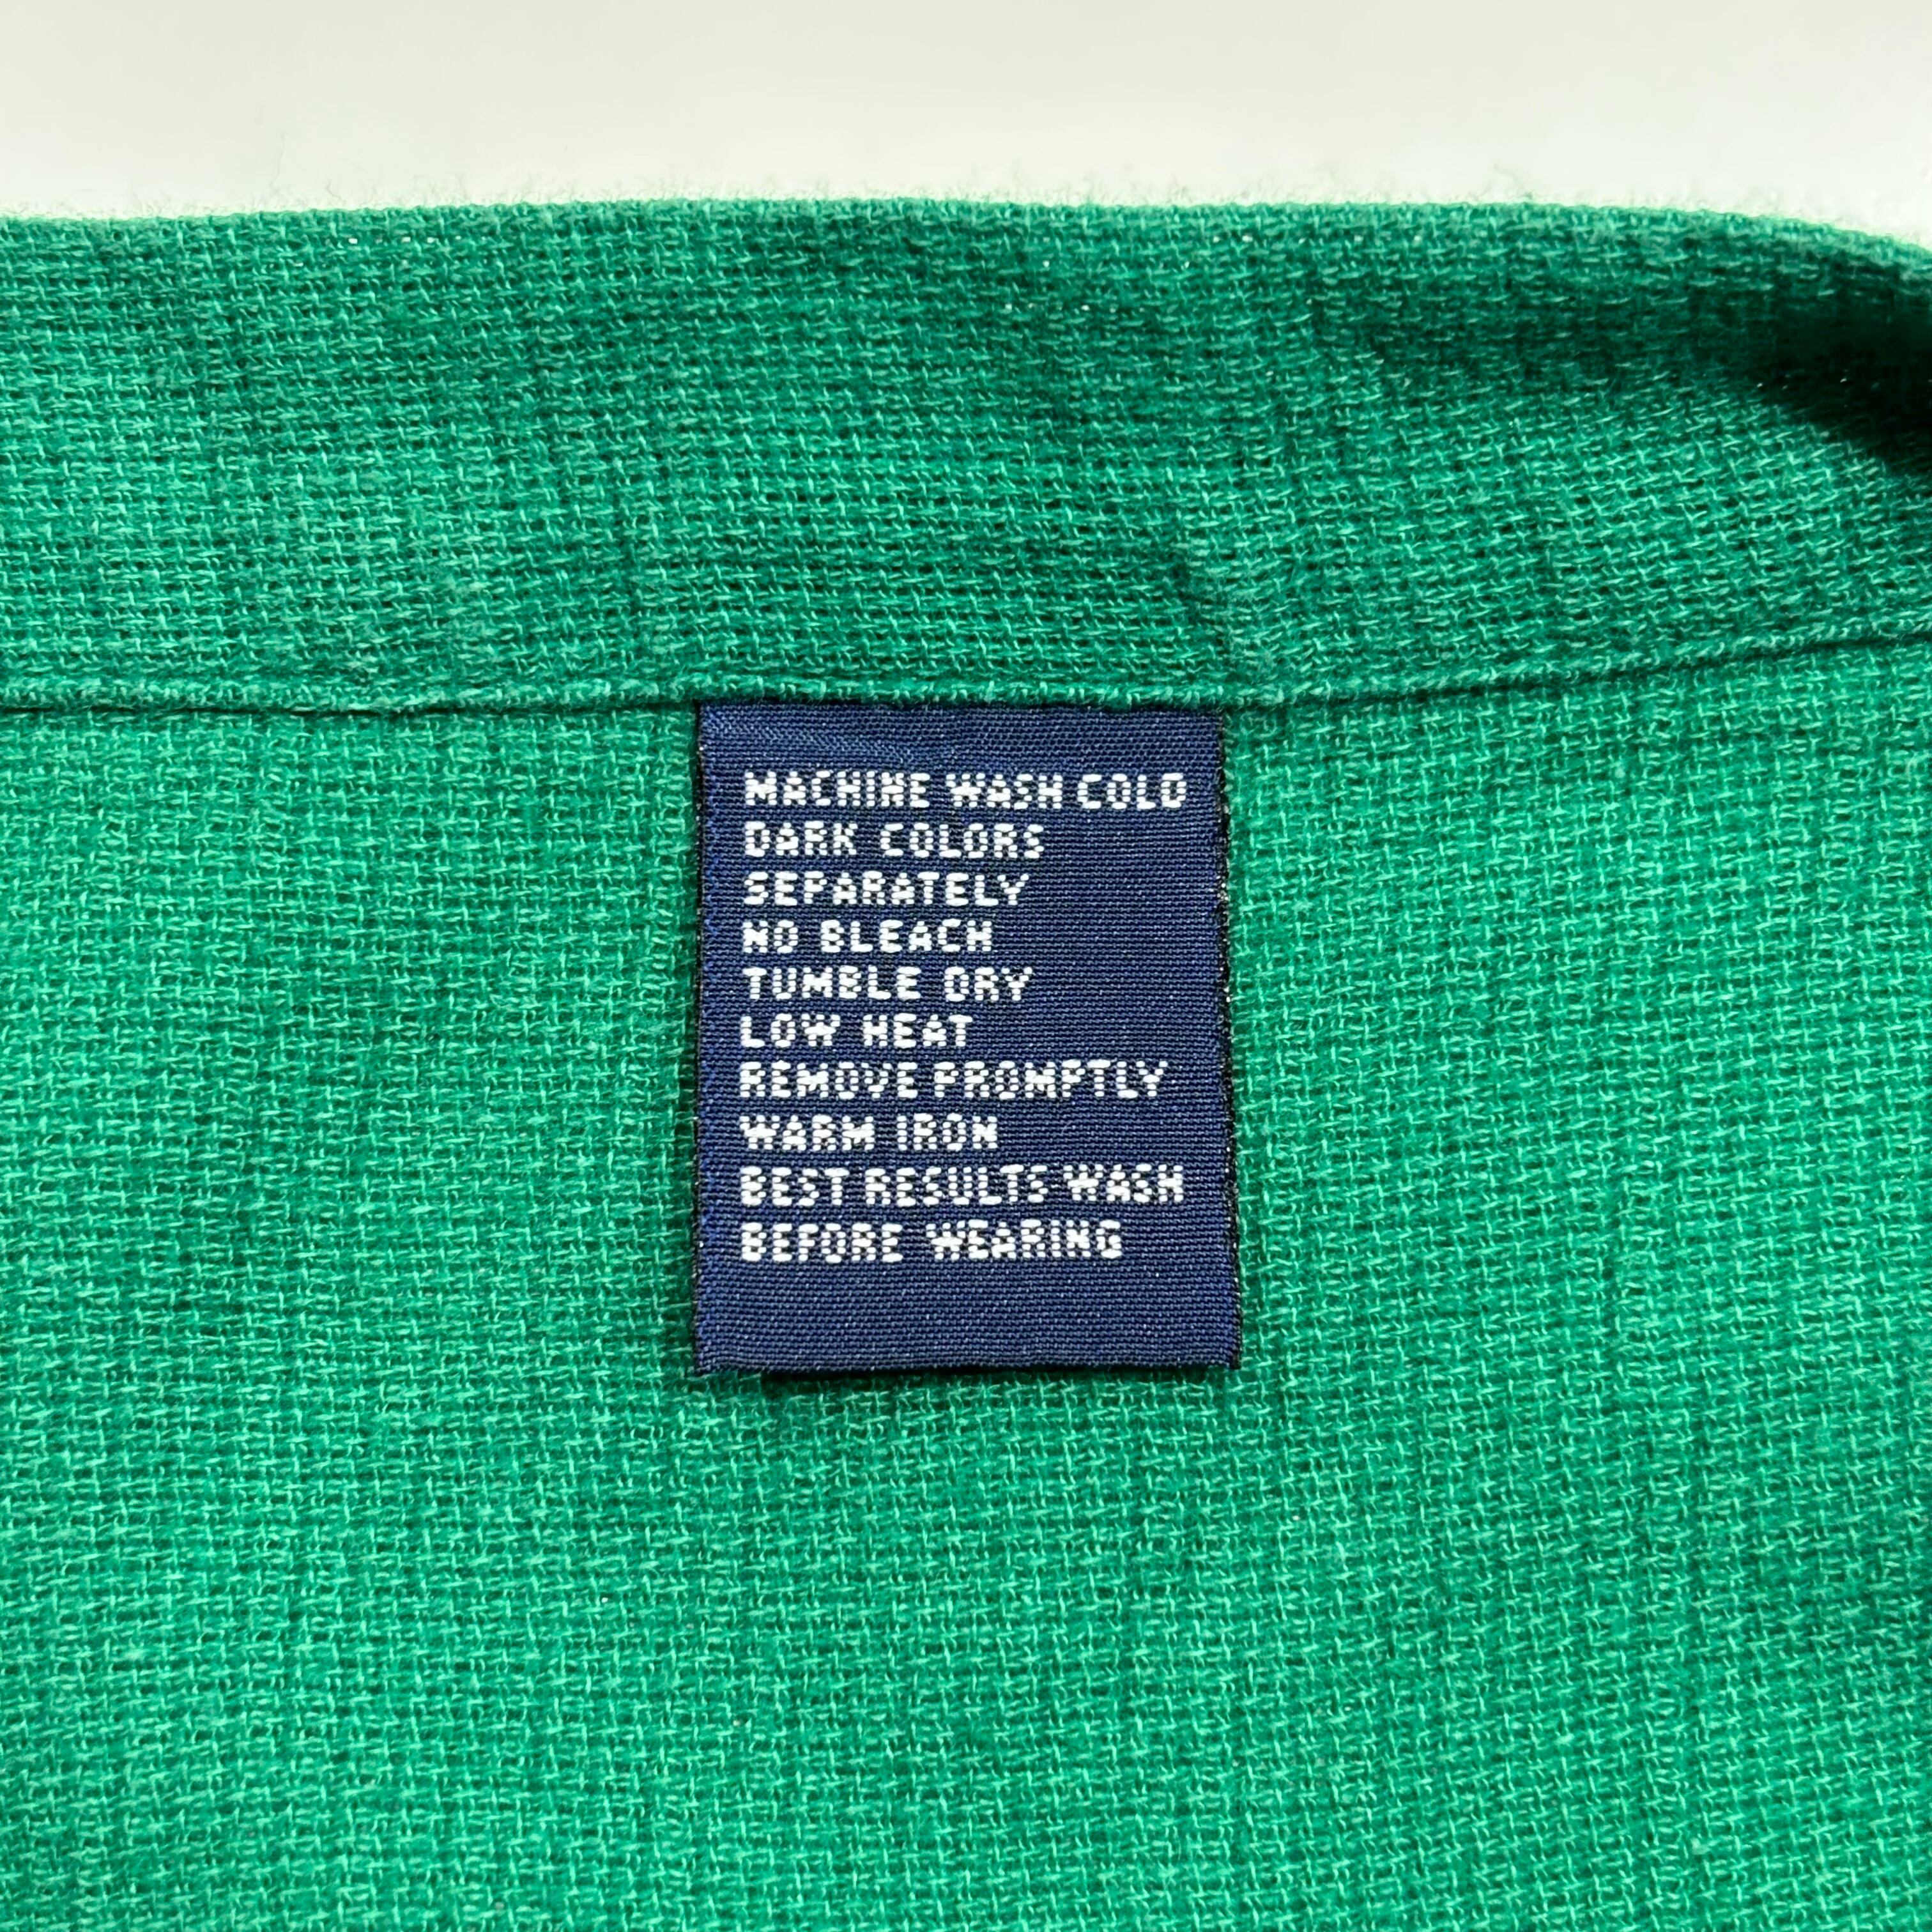 MACHINE WASH COLD
DARK COLORS
SEPARATELY
NO BLEACH
TUMBLE DRY
LOW HEAT
REMOVE PROMPTLY
WARM IRON
BEST RESULTS WASH
BEFORE WEARING